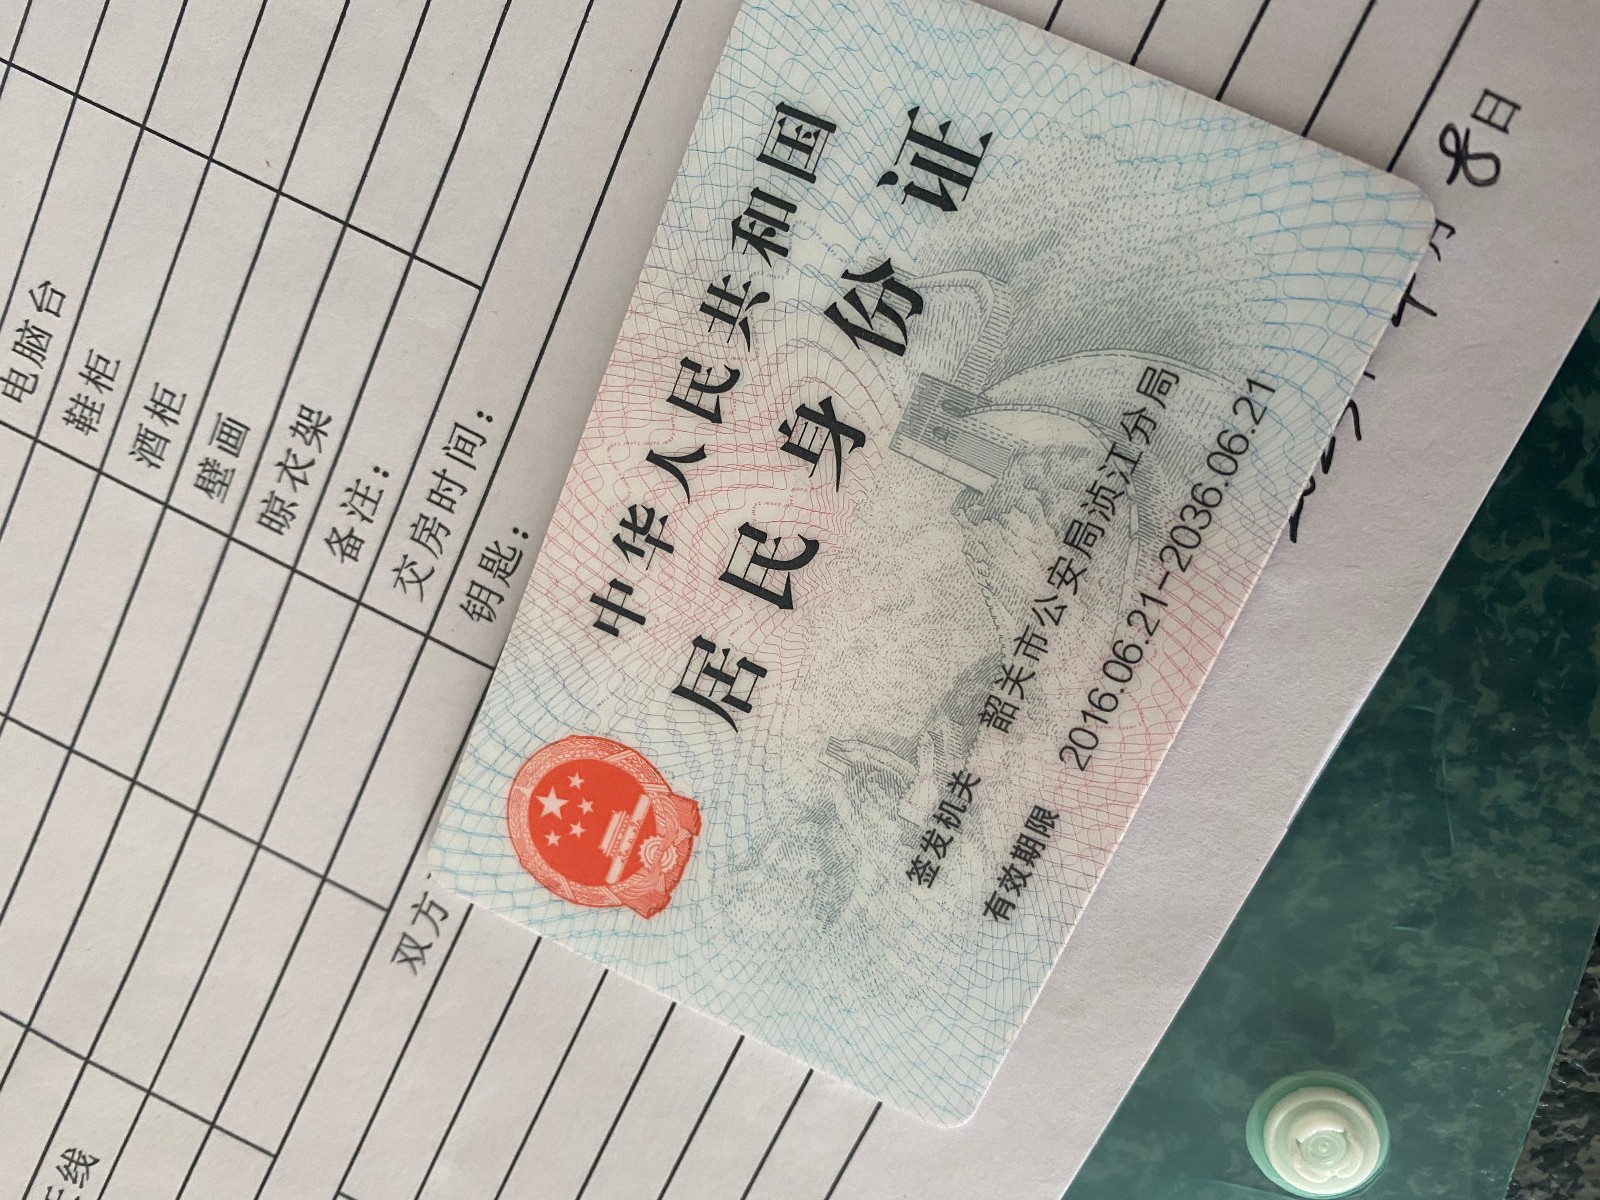 中华人民共和国
居民身份证
签发机关 韶关市公安局浈江分局
有效期限 2016.06.21-2036.06.21
电脑台
鞋柜
酒柜
壁画
晾衣架
备注：
交房时间：
钥匙：
双方
月8日
线